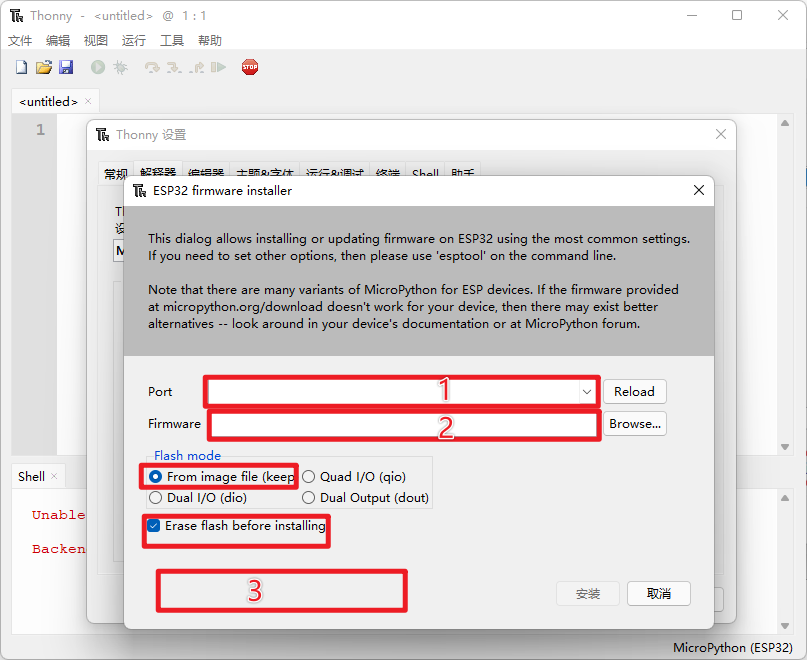 Thonny - <untitled> @ 1 : 1
文件 编辑 视图 运行 工具 帮助
STOP
<untitled> ×
1
Thonny 设置
常规 解释器 编辑器 主题&字体 运行&调试 终端 Shell 助手
ESP32 firmware installer
This dialog allows installing or updating firmware on ESP32 using the most common settings.
If you need to set other options, then please use 'esptool' on the command line.
Note that there are many variants of MicroPython for ESP devices. If the firmware provided
at micropython.org/download doesn't work for your device, then there may exist better
alternatives -- look around in your device's documentation or at MicroPython forum.
Port 1 Reload
Firmware 2 Browse...
Flash mode
From image file (keep Quad I/O (qio)
Dual I/O (dio) Dual Output (dout)
Erase flash before installing
3 安装 取消
Shell ×
Unable
Backen
MicroPython (ESP32)